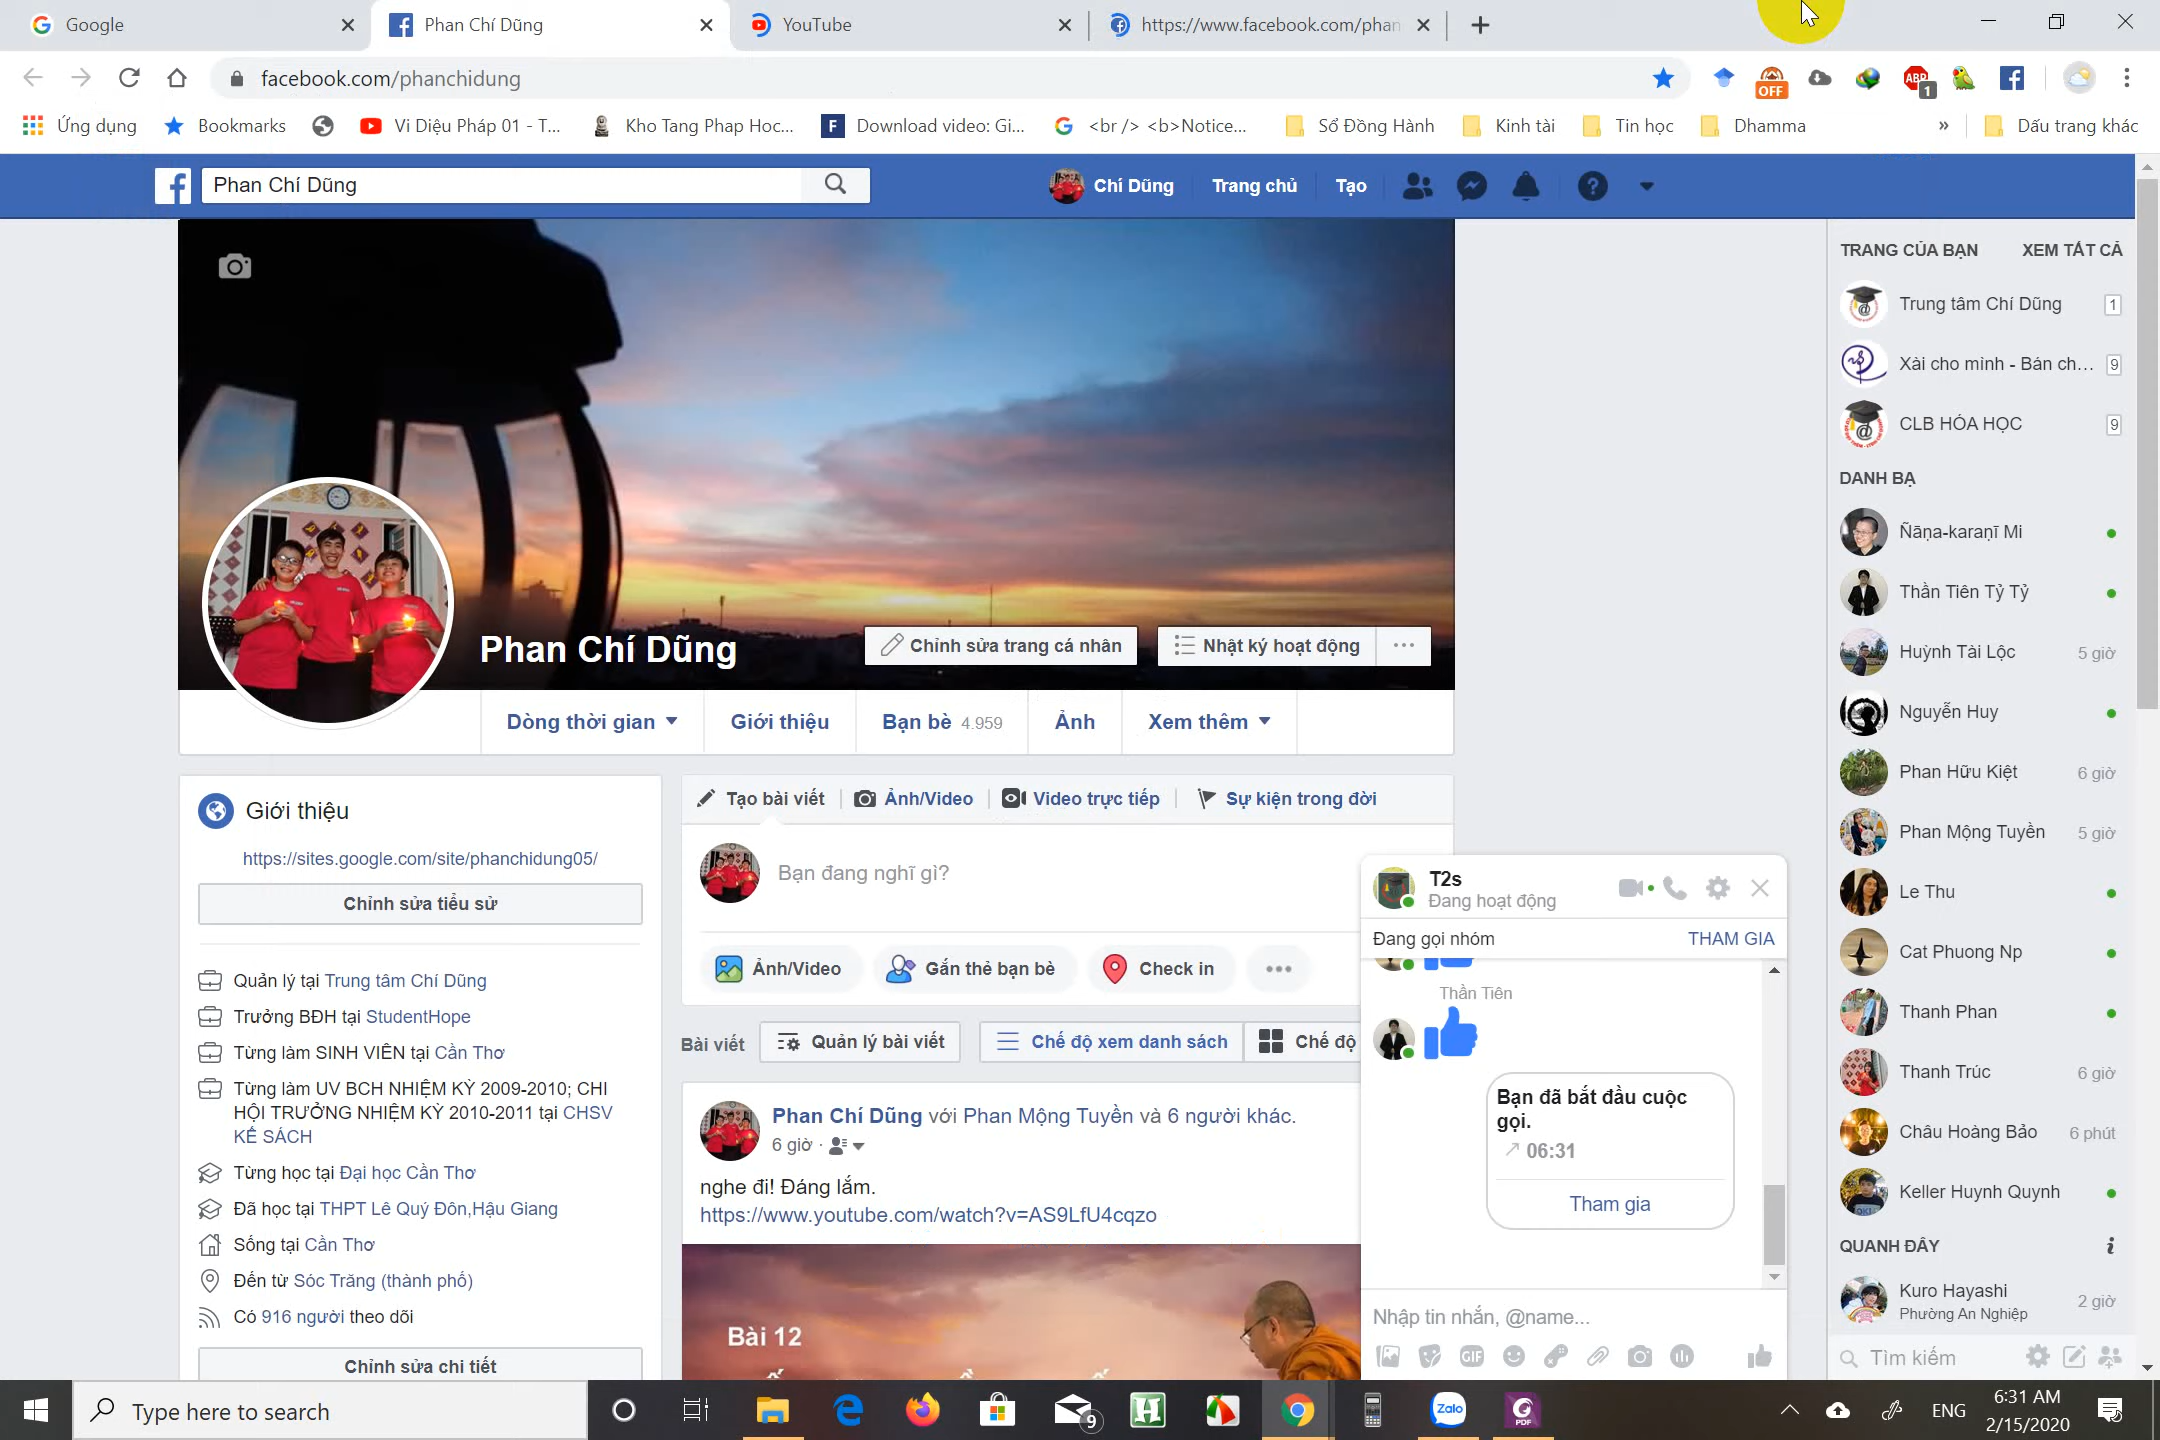 Google
Phan Chí Dũng
YouTube
https://www.facebook.com/phan
facebook.com/phanchidung
OFF
ABP
1
Ứng dụng
Bookmarks
Vi Diệu Pháp 01 - T...
Kho Tang Phap Hoc...
Download video: Gi...
<br /> <b>Notice...
Sổ Đồng Hành
Kinh tài
Tin học
Dhamma
»
Dấu trang khác
Phan Chí Dũng
Chí Dũng
Trang chủ
Tạo
TRANG CỦA BẠN
XEM TẤT CẢ
Trung tâm Chí Dũng
1
Xài cho mình - Bán ch...
9
CLB HÓA HỌC
9
DANH BẠ
Ñāṇa-karaṇī Mi
Thần Tiên Tỷ Tỷ
Huỳnh Tài Lộc
5 giờ
Nguyễn Huy
Phan Hữu Kiệt
6 giờ
Phan Mộng Tuyền
5 giờ
Le Thu
Cat Phuong Np
Thanh Phan
Thanh Trúc
6 giờ
Châu Hoàng Bảo
6 phút
Keller Huynh Quynh
QUANH ĐÂY
Kuro Hayashi
Phường An Nghiệp
2 giờ
Tìm kiếm
Phan Chí Dũng
Chỉnh sửa trang cá nhân
Nhật ký hoạt động
Dòng thời gian
Giới thiệu
Bạn bè 4.959
Ảnh
Xem thêm
Giới thiệu
https://sites.google.com/site/phanchidung05/
Chỉnh sửa tiểu sử
Quản lý tại Trung tâm Chí Dũng
Trưởng BĐH tại StudentHope
Từng làm SINH VIÊN tại Cần Thơ
Từng làm UV BCH NHIỆM KỲ 2009-2010; CHI
HỘI TRƯỞNG NHIỆM KỲ 2010-2011 tại CHSV
KẾ SÁCH
Từng học tại Đại học Cần Thơ
Đã học tại THPT Lê Quý Đôn,Hậu Giang
Sống tại Cần Thơ
Đến từ Sóc Trăng (thành phố)
Có 916 người theo dõi
Chỉnh sửa chi tiết
Tạo bài viết
Ảnh/Video
Video trực tiếp
Sự kiện trong đời
Bạn đang nghĩ gì?
Ảnh/Video
Gắn thẻ bạn bè
Check in
Bài viết
Quản lý bài viết
Chế độ xem danh sách
Chế độ
Phan Chí Dũng với Phan Mộng Tuyền và 6 người khác.
6 giờ ·
nghe đi! Đáng lắm.
https://www.youtube.com/watch?v=AS9LfU4cqzo
Bài 12
T2s
Đang hoạt động
Đang gọi nhóm
THAM GIA
Thần Tiên
Bạn đã bắt đầu cuộc
gọi.
06:31
Tham gia
Nhập tin nhắn, @name...
GIF
Type here to search
9
Zalo
PDF
ENG
6:31 AM
2/15/2020